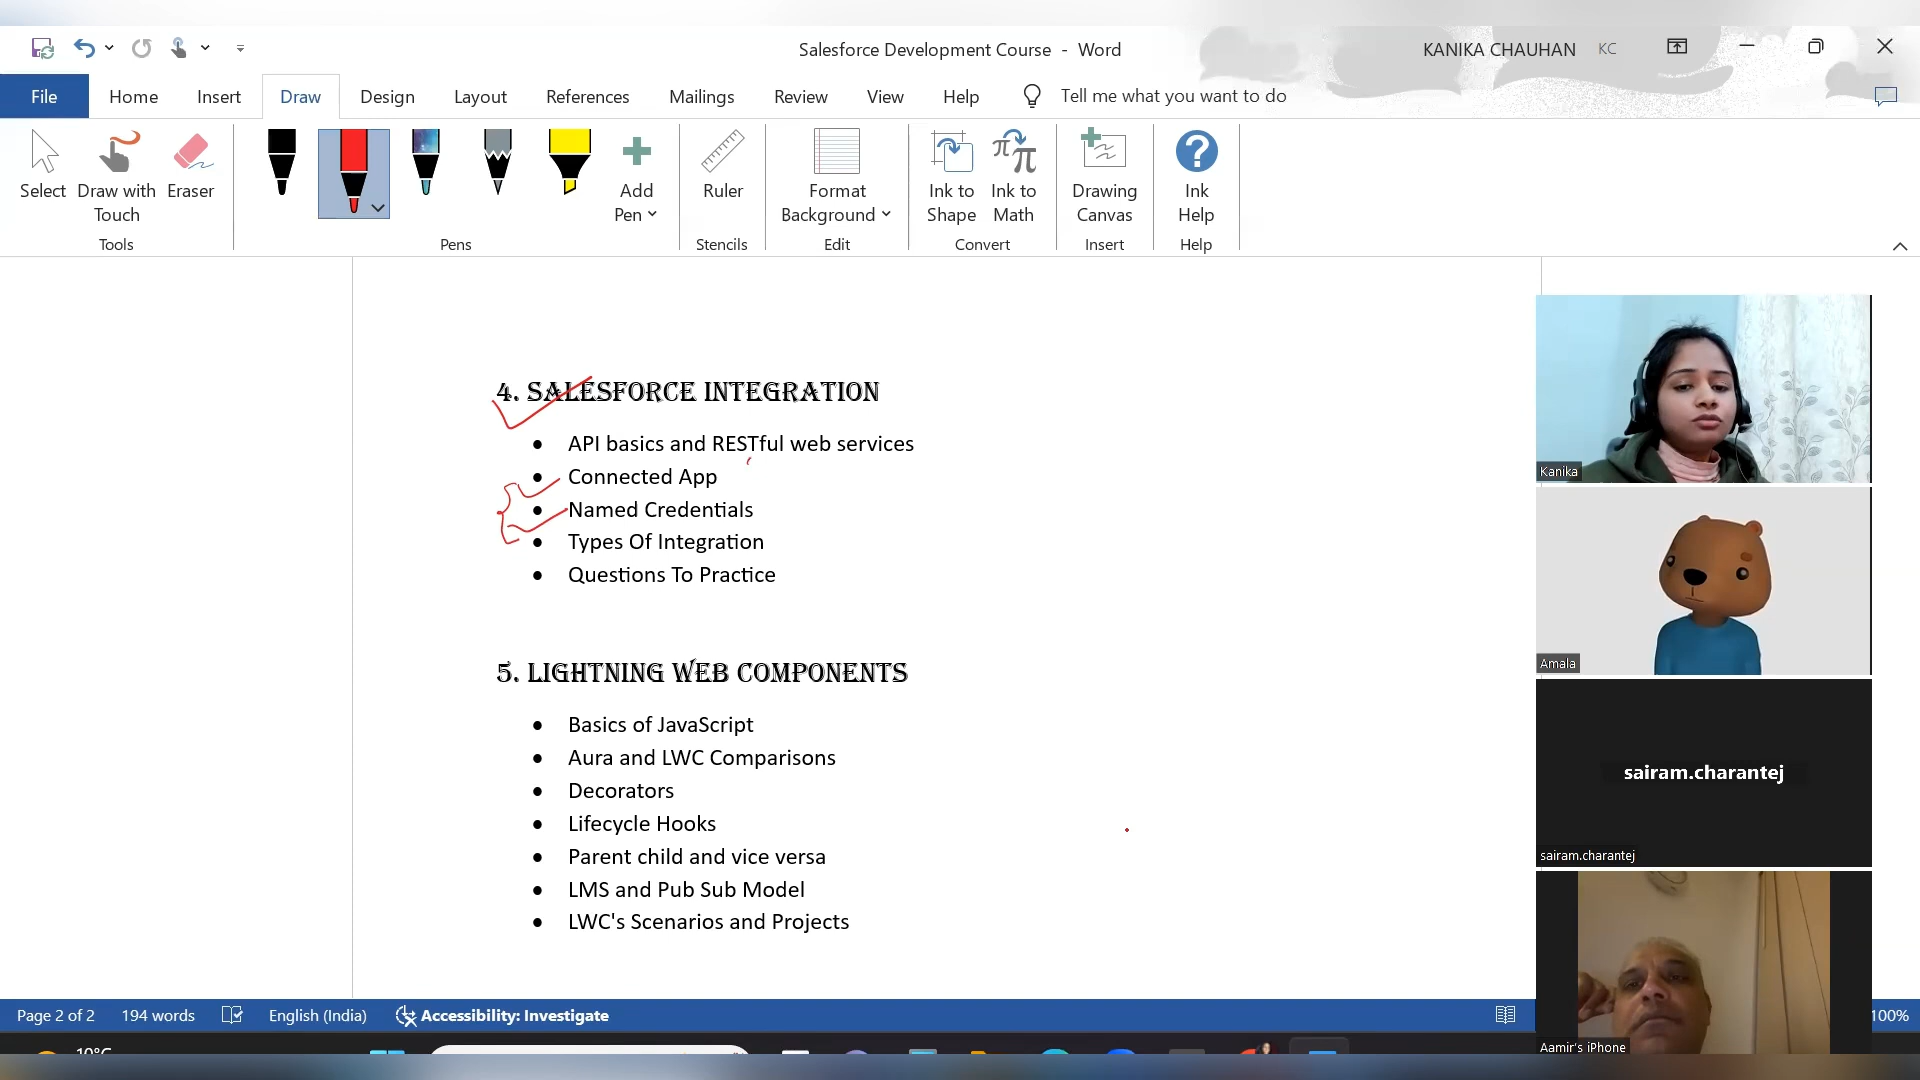 Salesforce Development Course - Word
KANIKA CHAUHAN KC
File Home Insert Draw Design Layout References Mailings Review View Help Tell me what you want to do
Select Draw with Touch Eraser
Add Pen
Ruler
Format Background
Ink to Shape
Ink to Math
Drawing Canvas
Ink Help
Tools Pens Stencils Edit Convert Insert Help
4. SALESFORCE INTEGRATION
• API basics and RESTful web services
• Connected App
• Named Credentials
• Types Of Integration
• Questions To Practice
5. LIGHTNING WEB COMPONENTS
• Basics of JavaScript
• Aura and LWC Comparisons
• Decorators
• Lifecycle Hooks
• Parent child and vice versa
• LMS and Pub Sub Model
• LWC's Scenarios and Projects
Kanika
Amala
sairam.charantej
sairam.charantej
Aamir's iPhone
Page 2 of 2 194 words English (India) Accessibility: Investigate 100%
10°C